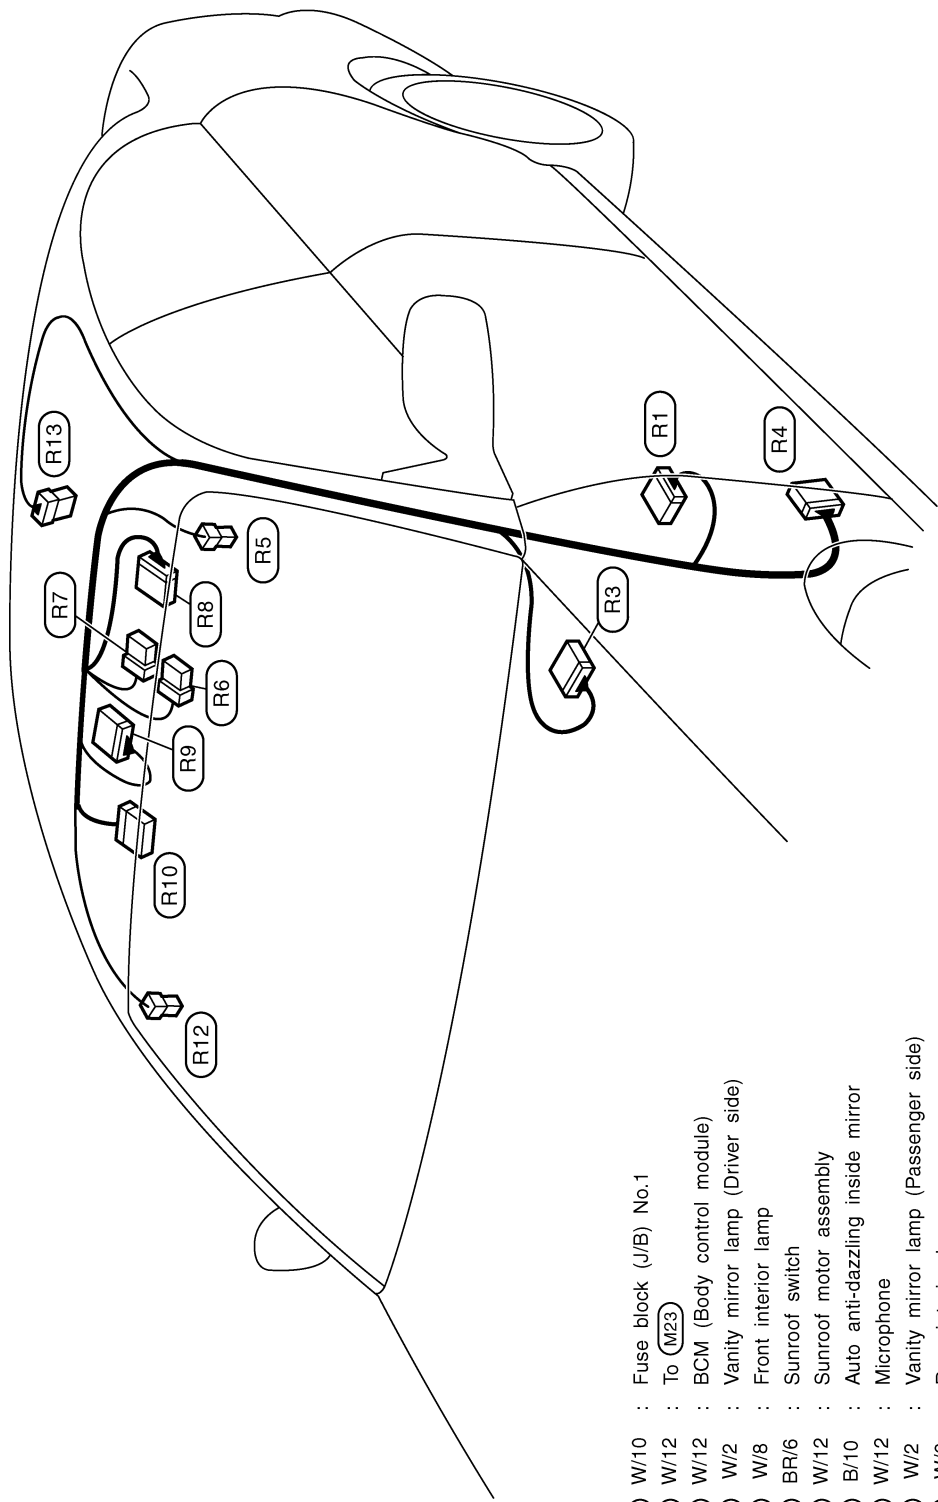 R13
R7
R5
R8
R6
R9
R10
R12
R1
R4
R3
) W/10 : Fuse block (J/B) No.1
) W/12 : To M23
) W/12 : BCM (Body control module)
) W/2 : Vanity mirror lamp (Driver side)
) W/8 : Front interior lamp
) BR/6 : Sunroof switch
) W/12 : Sunroof motor assembly
) B/10 : Auto anti-dazzling inside mirror
) W/12 : Microphone
) W/2 : Vanity mirror lamp (Passenger side)